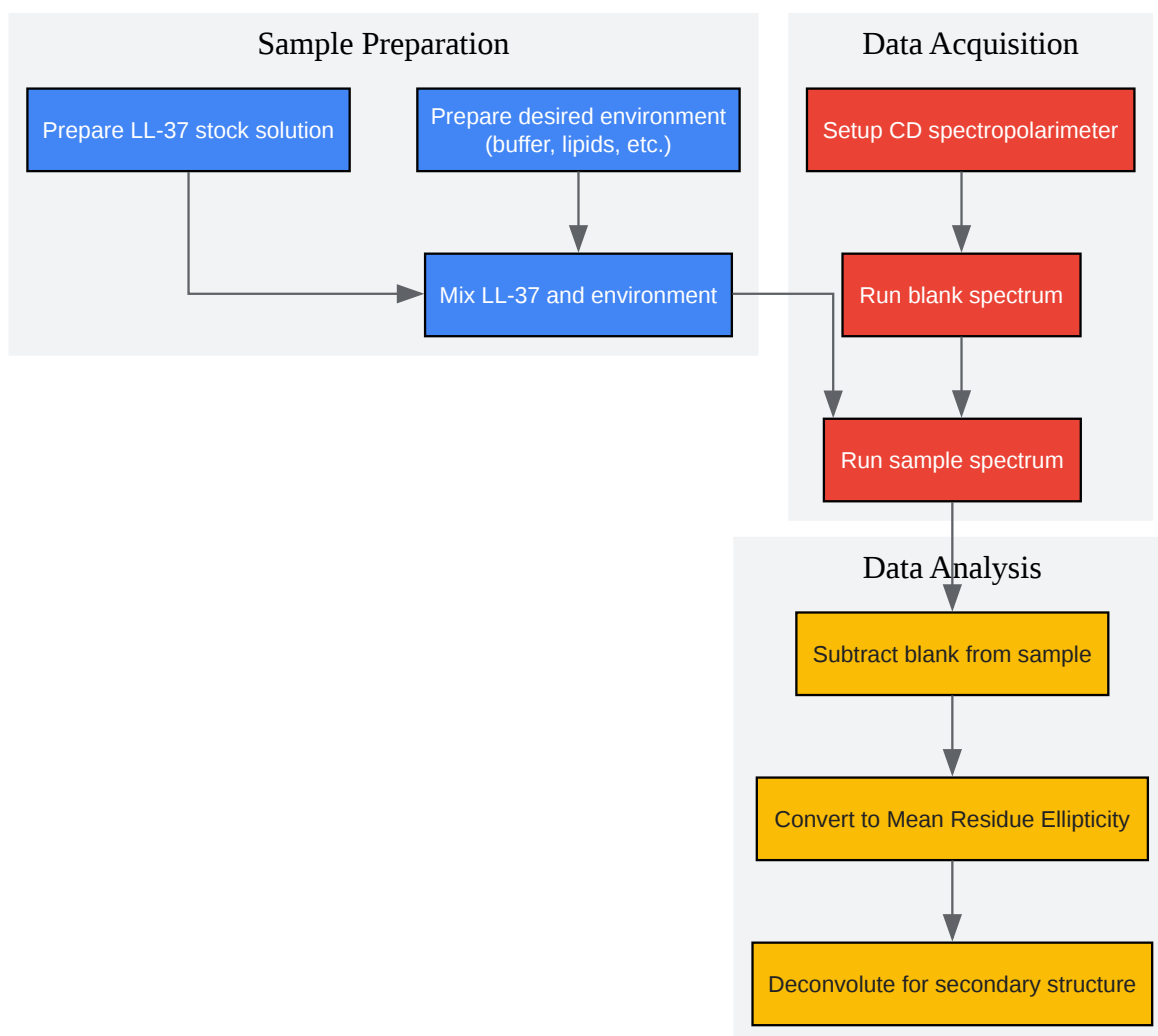 Sample Preparation
Prepare LL-37 stock solution
Prepare desired environment
(buffer, lipids, etc.)
Mix LL-37 and environment
Data Acquisition
Setup CD spectropolarimeter
Run blank spectrum
Run sample spectrum
Data Analysis
Subtract blank from sample
Convert to Mean Residue Ellipticity
Deconvolute for secondary structure